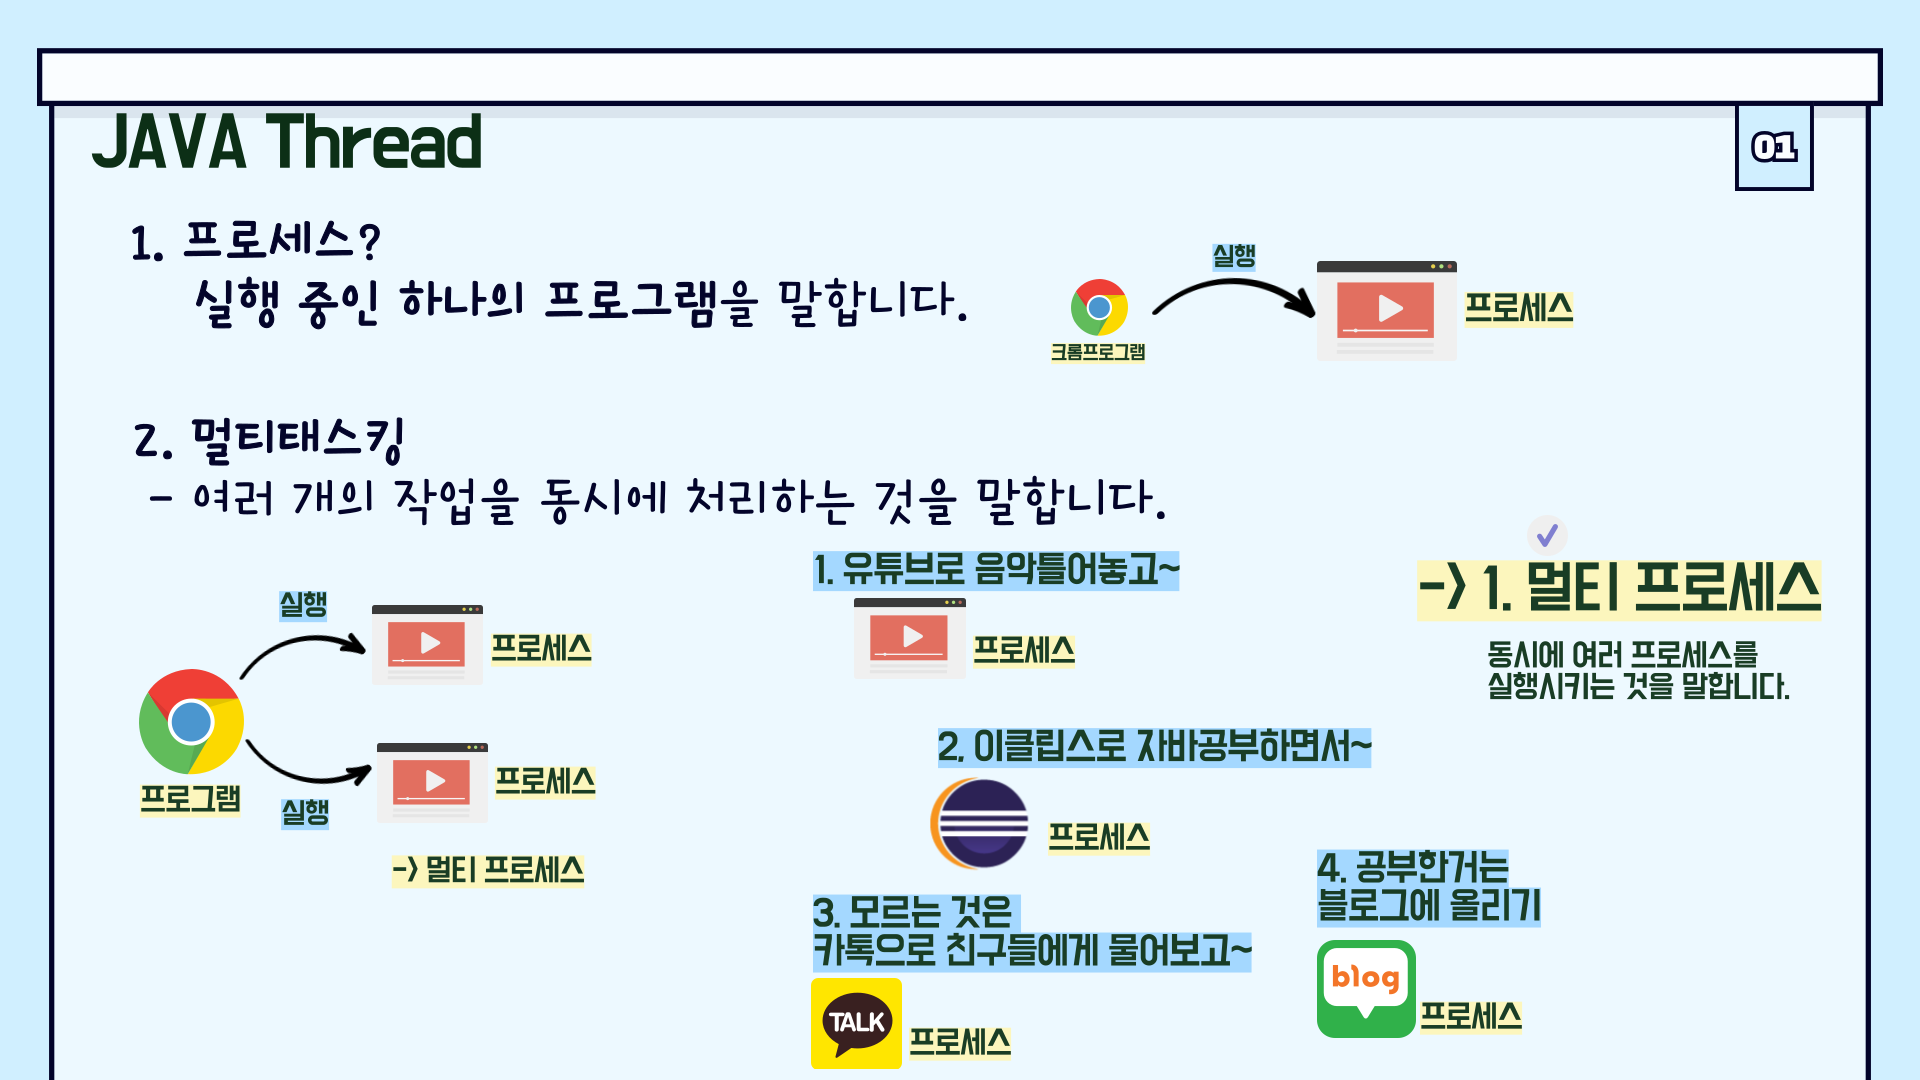 JAVA Thread
01
1. 프로세스?
실행 중인 하나의 프로그램을 말합니다.
실행
크롬프로그램
프로세스
2. 멀티태스킹
- 여러 개의 작업을 동시에 처리하는 것을 말합니다.
실행
프로세스
프로그램
실행
프로세스
-> 멀티 프로세스
1. 유튜브로 음악틀어놓고~
프로세스
2, 이클립스로 자바공부하면서~
프로세스
3. 모르는 것은
카톡으로 친구들에게 물어보고~
TALK
프로세스
4. 공부한거는
블로그에 올리기
blog
프로세스
-> 1. 멀티 프로세스
동시에 여러 프로세스를
실행시키는 것을 말합니다.